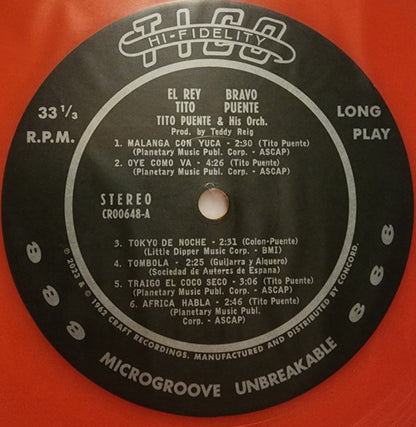 TICO
HI-FIDELITY
EL REY BRAVO
TITO PUENTE
TITO PUENTE & His Orch.
Prod. by Teddy Reig
33 1/3
R.P.M.
LONG
PLAY
1. MALANGA CON YUCA - 2:30 (Tito Puente)
(Planetary Music Publ. Corp. - ASCAP)
2. OYE COMO VA - 4:26 (Tito Puente)
(Planetary Music Publ. Corp. - ASCAP)
STEREO
CR00648-A
3. TOKYO DE NOCHE - 2:31 (Colon-Puente)
(Little Dipper Music Corp. - BMI)
4. TOMBOLA - 2:25 (Guijarra y Alquero)
(Sociedad de Autores de Espana)
5. TRAIGO EL COCO SECO - 3:06 (Tito Puente)
(Planetary Music Publ. Corp. - ASCAP)
6. AFRICA HABLA - 2:46 (Tito Puente)
(Planetary Music Publ.
Corp. - ASCAP)
℗ 2023 & © 1962 CRAFT RECORDINGS. MANUFACTURED AND DISTRIBUTED BY CONCORD.
MICROGROOVE UNBREAKABLE